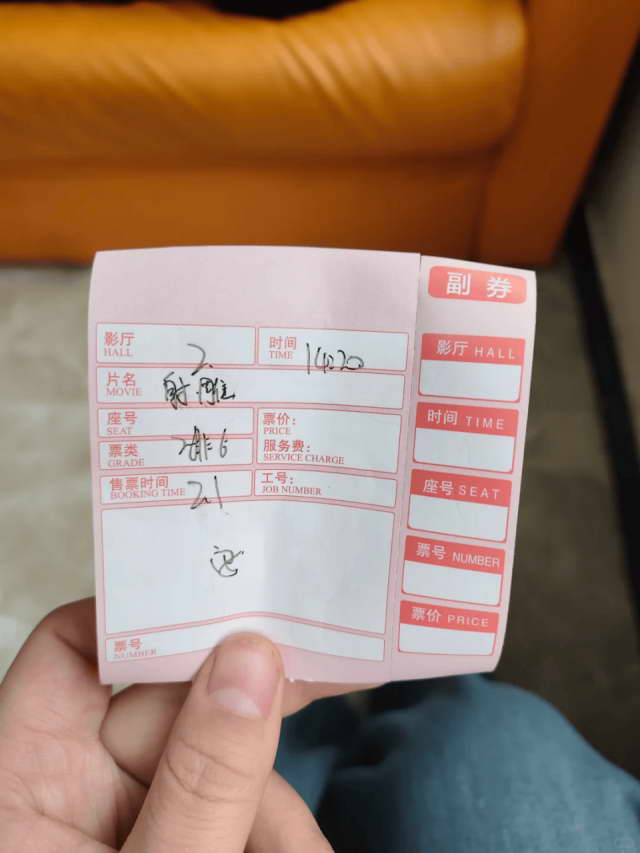 副券
影厅 2
HALL
时间 14:20
TIME
片名 射雕
MOVIE
座号
SEAT
票价:
PRICE
票类 2排6
GRADE
服务费:
SERVICE CHARGE
售票时间 2.1
BOOKING TIME
工号:
JOB NUMBER
票号
NUMBER
影厅 HALL
时间 TIME
座号 SEAT
票号 NUMBER
票价 PRICE